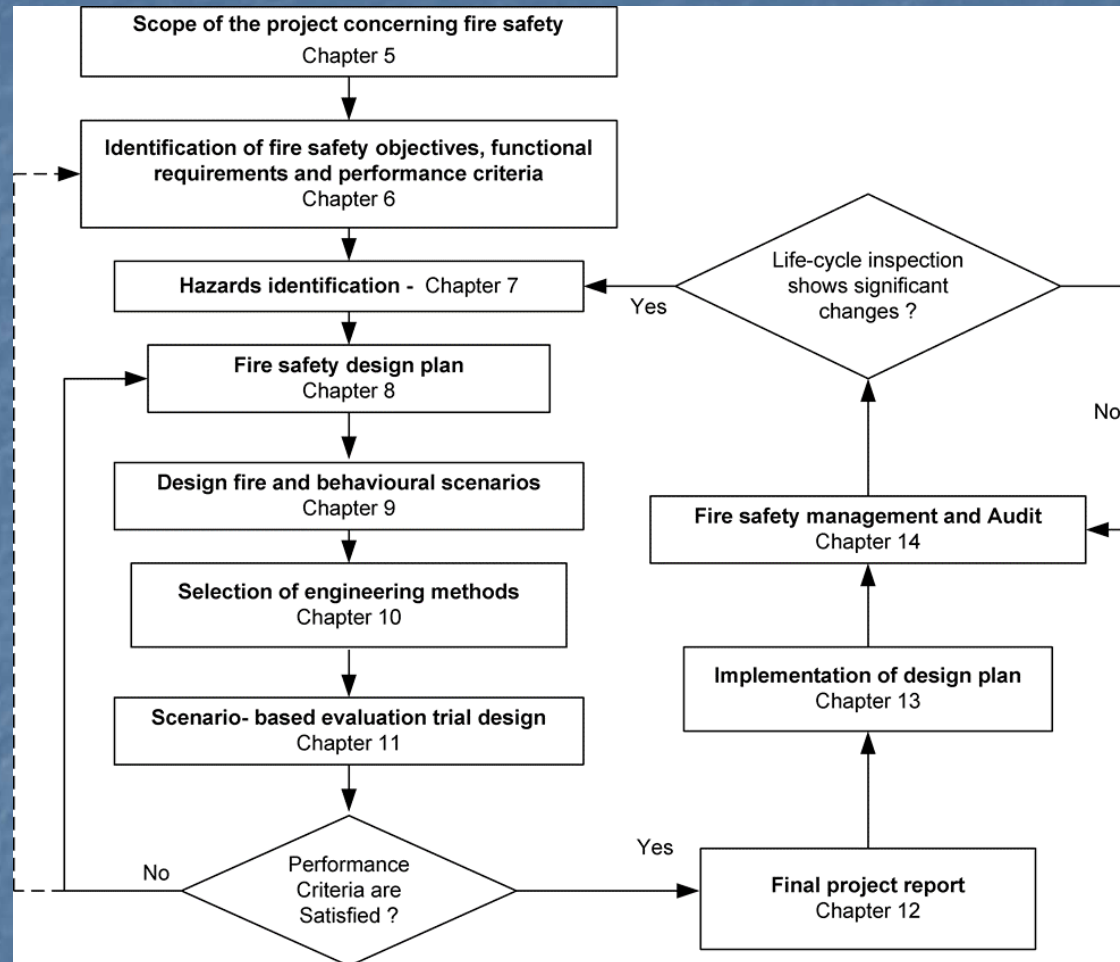 Scope of the project concerning fire safety
Chapter 5
Identification of fire safety objectives, functional
requirements and performance criteria
Chapter 6
Hazards identification - Chapter 7
Fire safety design plan
Chapter 8
Design fire and behavioural scenarios
Chapter 9
Selection of engineering methods
Chapter 10
Scenario- based evaluation trial design
Chapter 11
No
Performance
Criteria are
Satisfied ?
Yes
Final project report
Chapter 12
Implementation of design plan
Chapter 13
Fire safety management and Audit
Chapter 14
Life-cycle inspection
shows significant
changes ?
Yes
No